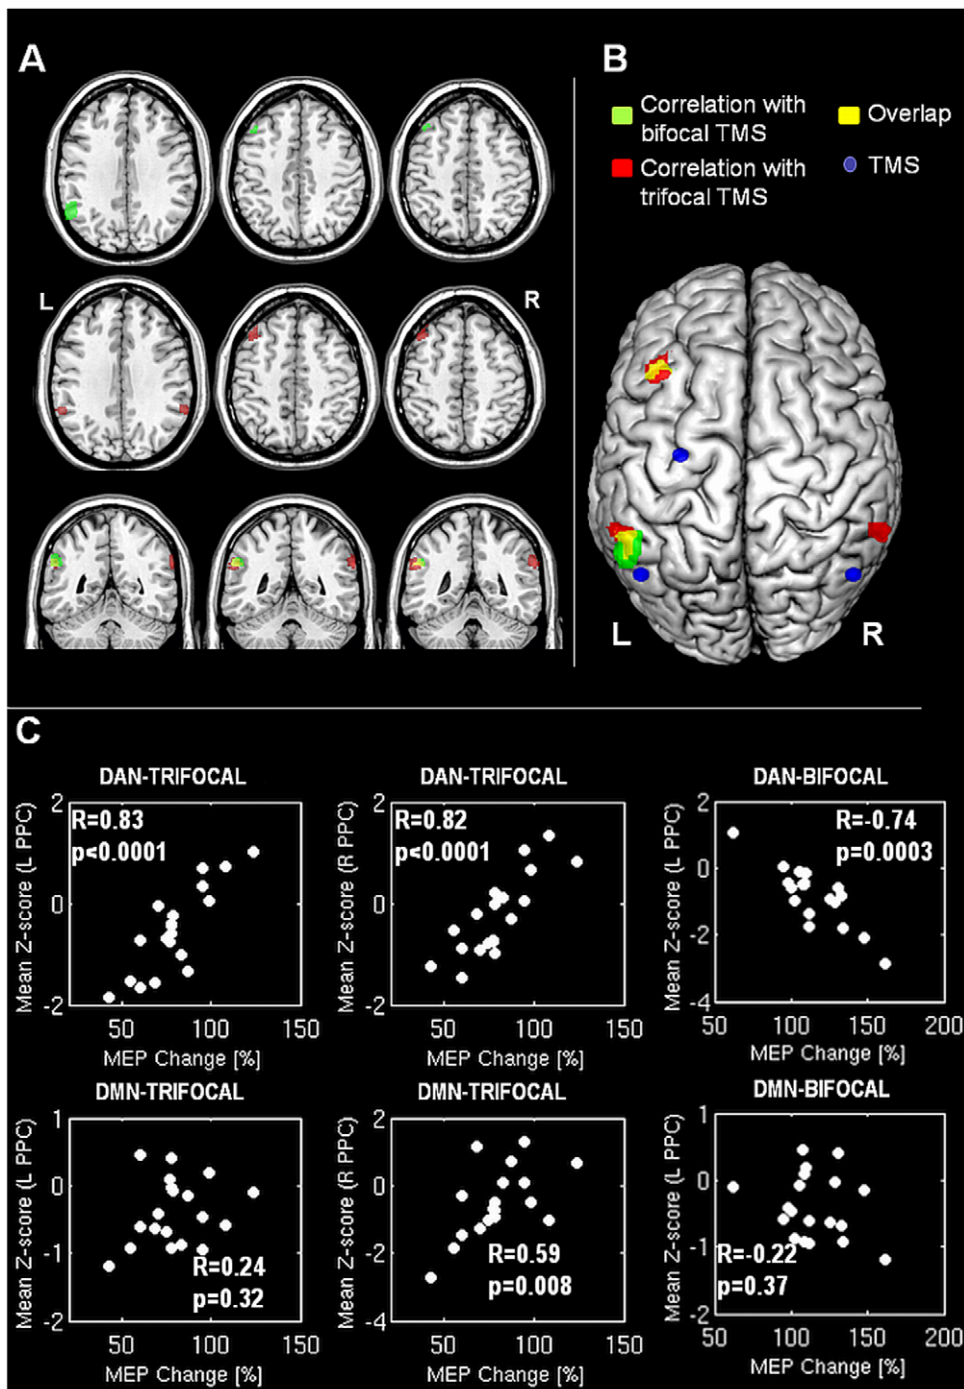 A
L
R
B
Correlation with
bifocal TMS
Overlap
Correlation with
trifocal TMS
TMS
L
R
C
DAN-TRIFOCAL
Mean Z-score (L PPC)
2
0
-2
R=0.83
p<0.0001
50 100 150
MEP Change [%]
DAN-TRIFOCAL
Mean Z-score (R PPC)
2
0
-2
R=0.82
p<0.0001
50 100 150
MEP Change [%]
DAN-BIFOCAL
Mean Z-score (L PPC)
2
0
-2
-4
R=-0.74
p=0.0003
50 100 150 200
MEP Change [%]
DMN-TRIFOCAL
Mean Z-score (L PPC)
1
0
-1
-2
R=0.24
p=0.32
50 100 150
MEP Change [%]
DMN-TRIFOCAL
Mean Z-score (R PPC)
2
0
-2
-4
R=0.59
p=0.008
50 100 150
MEP Change [%]
DMN-BIFOCAL
Mean Z-score (L PPC)
1
0
-1
-2
R=-0.22
p=0.37
50 100 150 200
MEP Change [%]